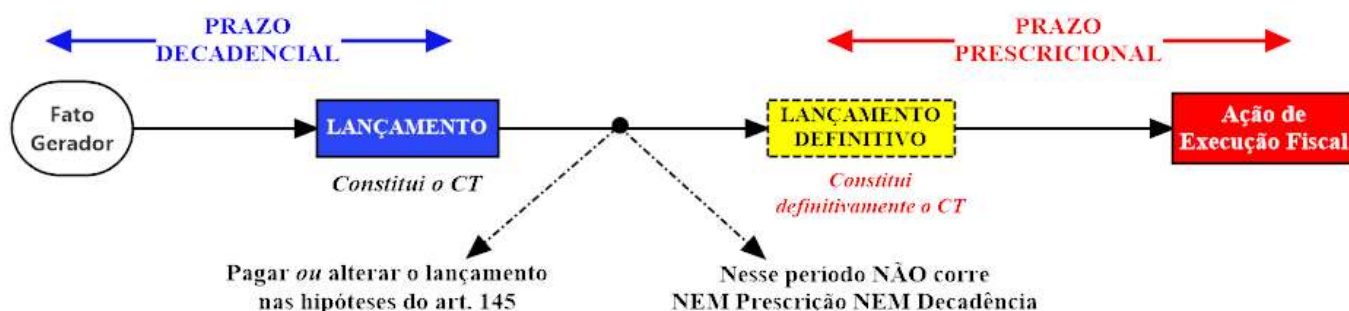 PRAZO
DECADENCIAL
PRAZO
PRESCRICIONAL
Fato
Gerador
LANÇAMENTO
LANÇAMENTO
DEFINITIVO
Ação de
Execução Fiscal
Constitui o CT
Constitui
definitivamente o CT
Pagar ou alterar o lançamento
nas hipóteses do art. 145
Nesse período NÃO corre
NEM Prescrição NEM Decadência